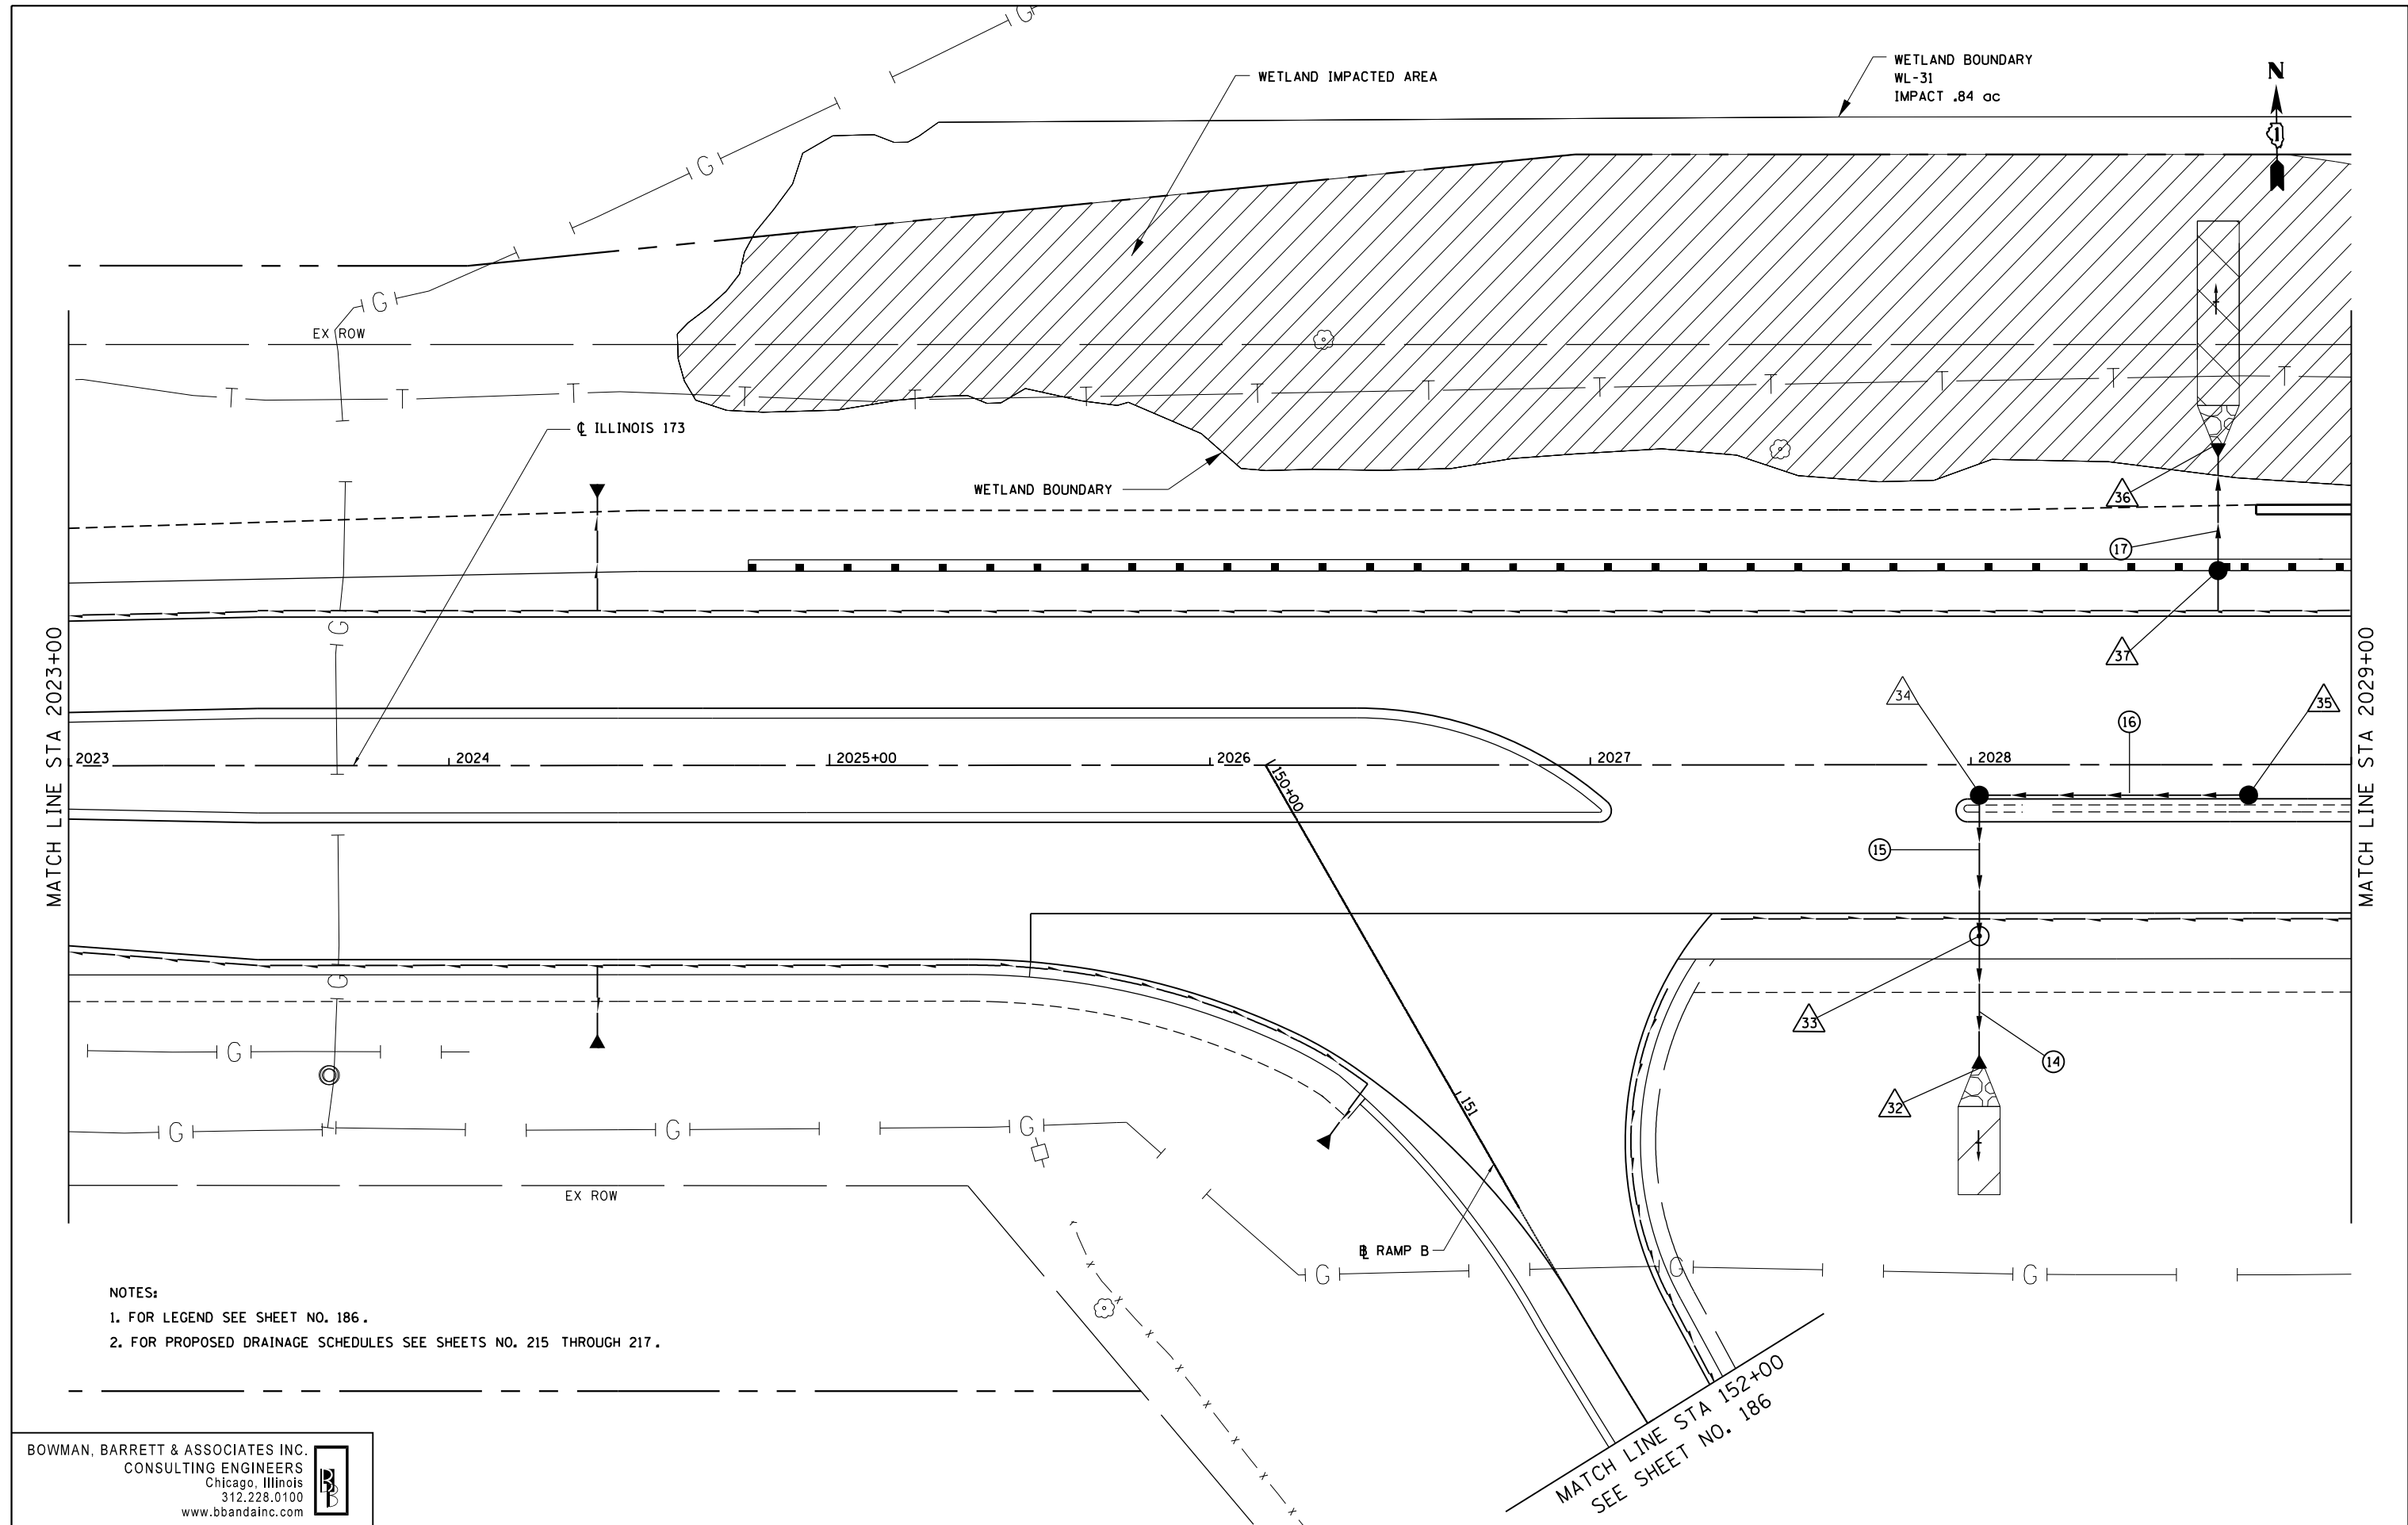 G
WETLAND IMPACTED AREA
WETLAND BOUNDARY
WL-31
IMPACT .84 ac
N
1
G
G
EX ROW
T
T
T
T
T
T
T
T
T
T
T
T
T
℄ ILLINOIS 173
WETLAND BOUNDARY
36
17
G
37
MATCH LINE STA 2023+00
MATCH LINE STA 2029+00
34
35
16
2023
2024
2025+00
2026
2027
2028
150+00
15
33
G
G
14
151
32
G
G
G
EX ROW
℄ RAMP B
G
G
G
NOTES:
1. FOR LEGEND SEE SHEET NO. 186.
2. FOR PROPOSED DRAINAGE SCHEDULES SEE SHEETS NO. 215 THROUGH 217.
x
x
x
x
x
x
x
x
x
MATCH LINE STA 152+00
SEE SHEET NO. 186
BOWMAN, BARRETT & ASSOCIATES INC.
CONSULTING ENGINEERS
Chicago, Illinois
312.228.0100
www.bbandainc.com